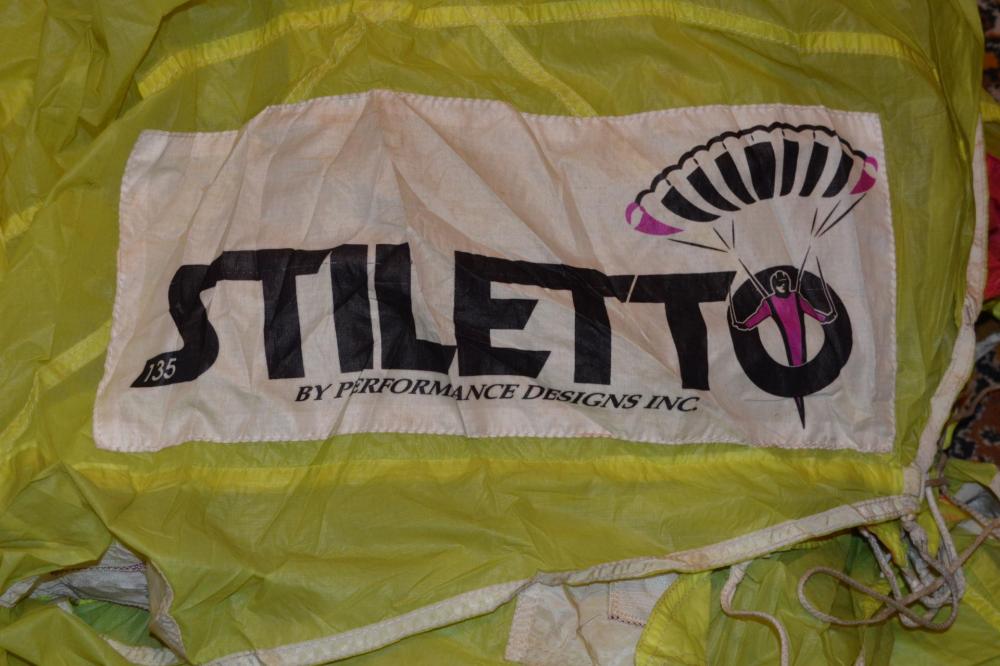 STILETTO
135
BY PERFORMANCE DESIGNS INC.